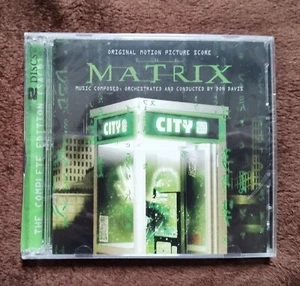 ORIGINAL MOTION PICTURE SCORE
THE
MATRIX
MUSIC COMPOSED, ORCHESTRATED AND CONDUCTED BY DON DAVIS
CITY
CITY
THE COMPLETE EDITION
2 DISCS